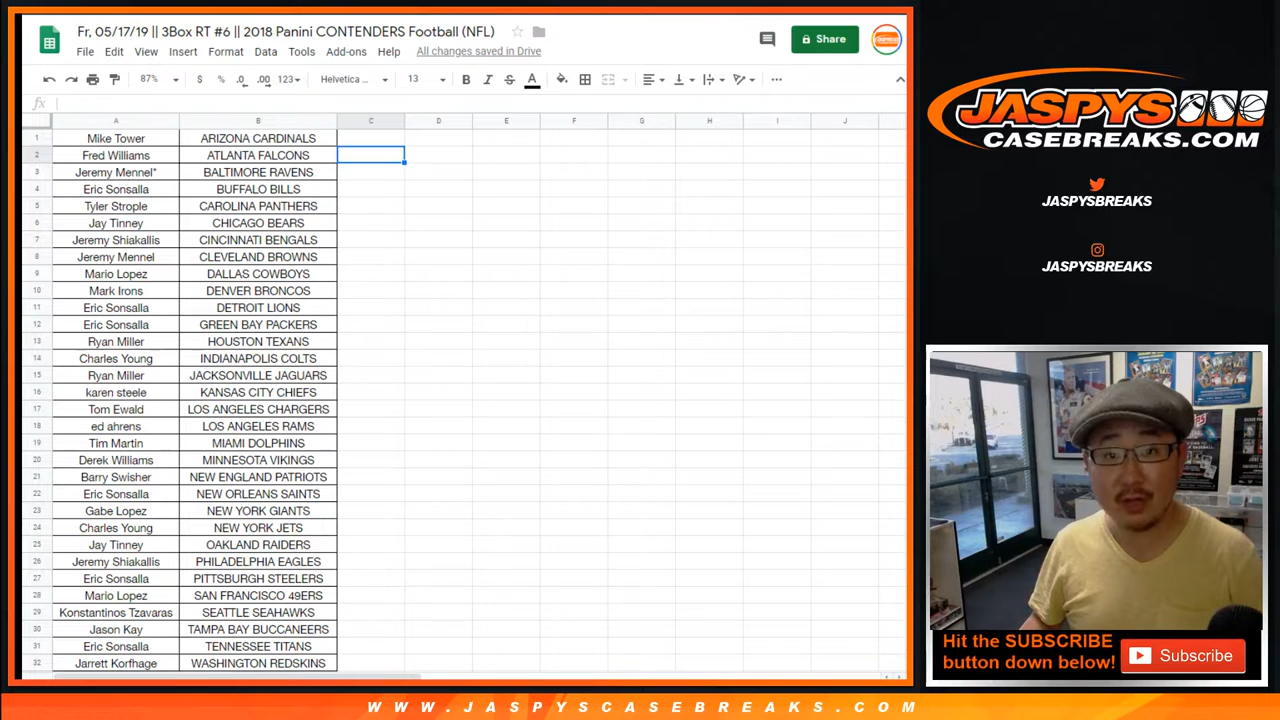 Fr, 05/17/19 || 3Box RT #6 || 2018 Panini CONTENDERS Football (NFL)
File Edit View Insert Format Data Tools Add-ons Help All changes saved in Drive
Share
87% $ % .0 .00 123 Helvetica ... 13 B I S A
fx
A B C D E F G H I J
1 Mike Tower ARIZONA CARDINALS
2 Fred Williams ATLANTA FALCONS
3 Jeremy Mennel* BALTIMORE RAVENS
4 Eric Sonsalla BUFFALO BILLS
5 Tyler Strople CAROLINA PANTHERS
6 Jay Tinney CHICAGO BEARS
7 Jeremy Shiakallis CINCINNATI BENGALS
8 Jeremy Mennel CLEVELAND BROWNS
9 Mario Lopez DALLAS COWBOYS
10 Mark Irons DENVER BRONCOS
11 Eric Sonsalla DETROIT LIONS
12 Eric Sonsalla GREEN BAY PACKERS
13 Ryan Miller HOUSTON TEXANS
14 Charles Young INDIANAPOLIS COLTS
15 Ryan Miller JACKSONVILLE JAGUARS
16 karen steele KANSAS CITY CHIEFS
17 Tom Ewald LOS ANGELES CHARGERS
18 ed ahrens LOS ANGELES RAMS
19 Tim Martin MIAMI DOLPHINS
20 Derek Williams MINNESOTA VIKINGS
21 Barry Swisher NEW ENGLAND PATRIOTS
22 Eric Sonsalla NEW ORLEANS SAINTS
23 Gabe Lopez NEW YORK GIANTS
24 Charles Young NEW YORK JETS
25 Jay Tinney OAKLAND RAIDERS
26 Jeremy Shiakallis PHILADELPHIA EAGLES
27 Eric Sonsalla PITTSBURGH STEELERS
28 Mario Lopez SAN FRANCISCO 49ERS
29 Konstantinos Tzavaras SEATTLE SEAHAWKS
30 Jason Kay TAMPA BAY BUCCANEERS
31 Eric Sonsalla TENNESSEE TITANS
32 Jarrett Korfhage WASHINGTON REDSKINS
JASPYS
CASEBREAKS.COM
JASPYSBREAKS
JASPYSBREAKS
Hit the SUBSCRIBE
button down below!
Subscribe
WWW.JASPYSCASEBREAKS.COM